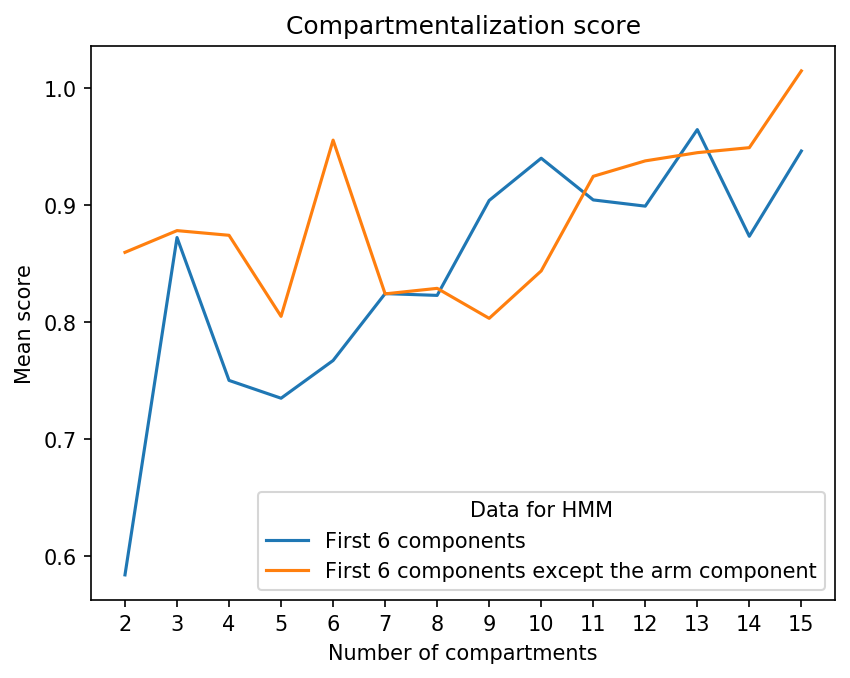 Compartmentalization score
1.0
0.9
0.8
0.7
0.6
Mean score
Data for HMM
First 6 components
First 6 components except the arm component
2 3 4 5 6 7 8 9 10 11 12 13 14 15
Number of compartments